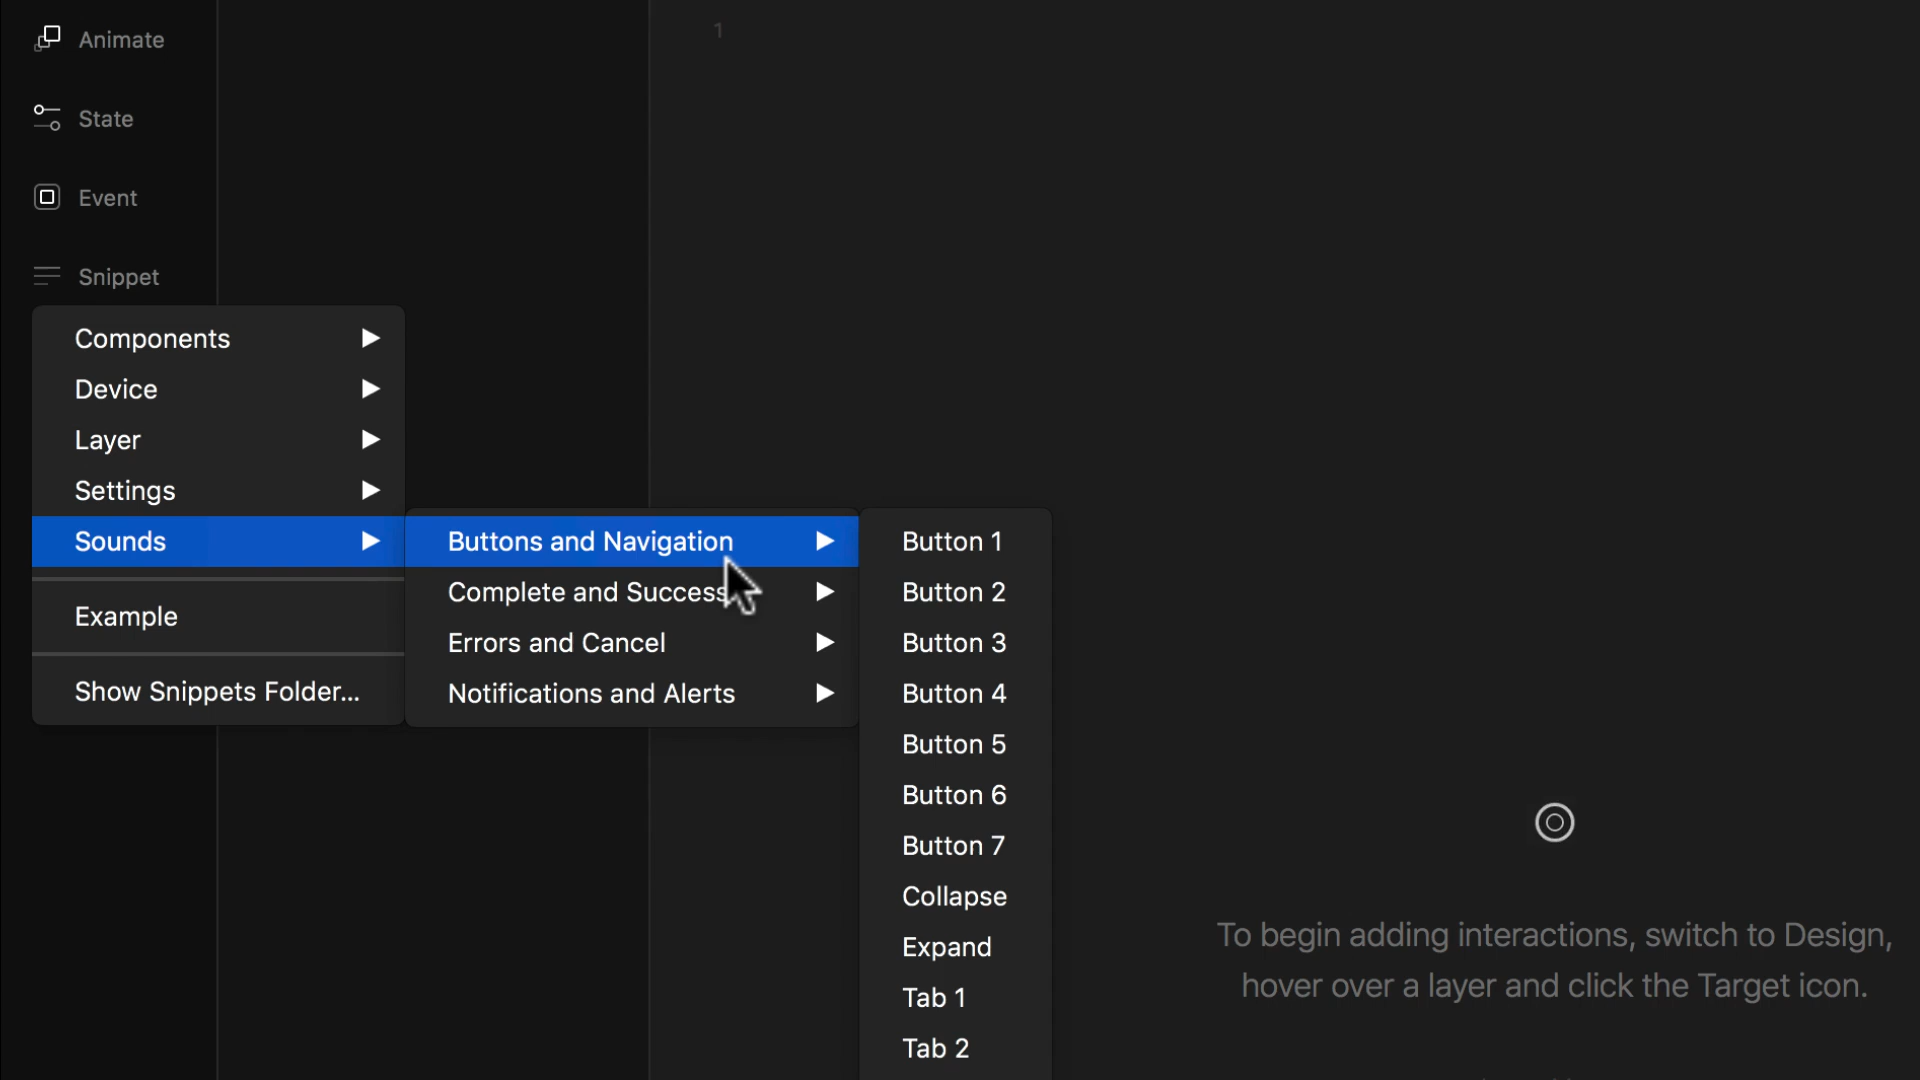 Animate
1
State
Event
Snippet
Components
Device
Layer
Settings
Sounds
Example
Show Snippets Folder...
Buttons and Navigation
Complete and Success
Errors and Cancel
Notifications and Alerts
Button 1
Button 2
Button 3
Button 4
Button 5
Button 6
Button 7
Collapse
Expand
Tab 1
Tab 2
To begin adding interactions, switch to Design,
hover over a layer and click the Target icon.